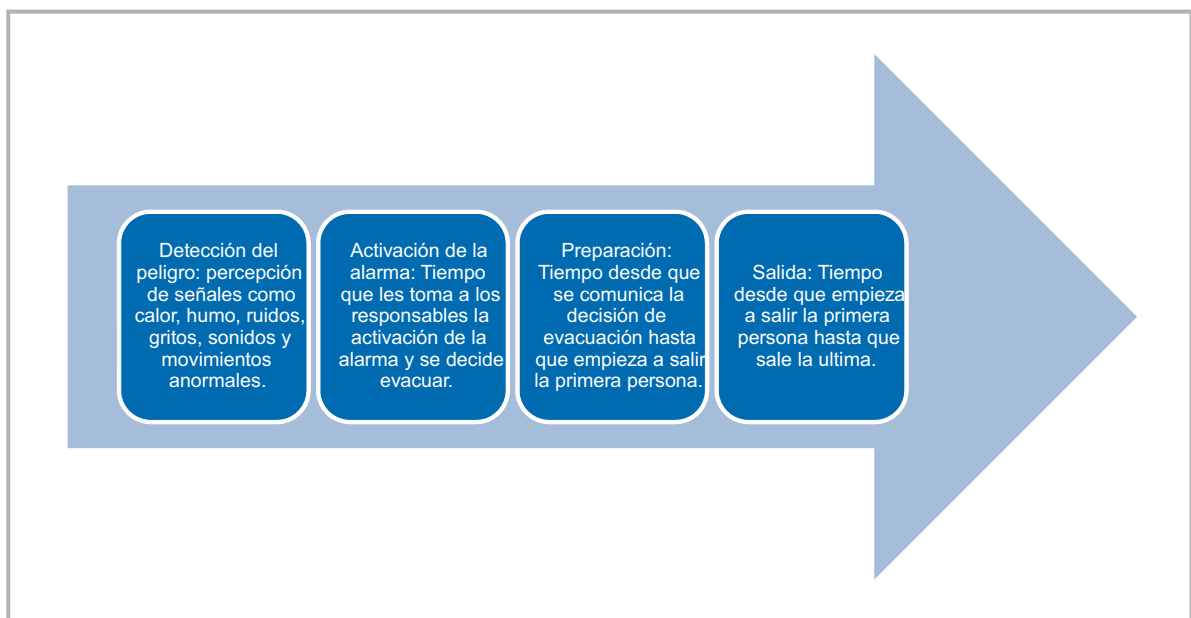 Detección del
peligro: percepción
de señales como
calor, humo, ruidos,
gritos, sonidos y
movimientos
anormales.
Activación de la
alarma: Tiempo
que les toma a los
responsables la
activación de la
alarma y se decide
evacuar.
Preparación:
Tiempo desde que
se comunica la
decisión de
evacuación hasta
que empieza a salir
la primera persona.
Salida: Tiempo
desde que empieza
a salir la primera
persona hasta que
sale la ultima.